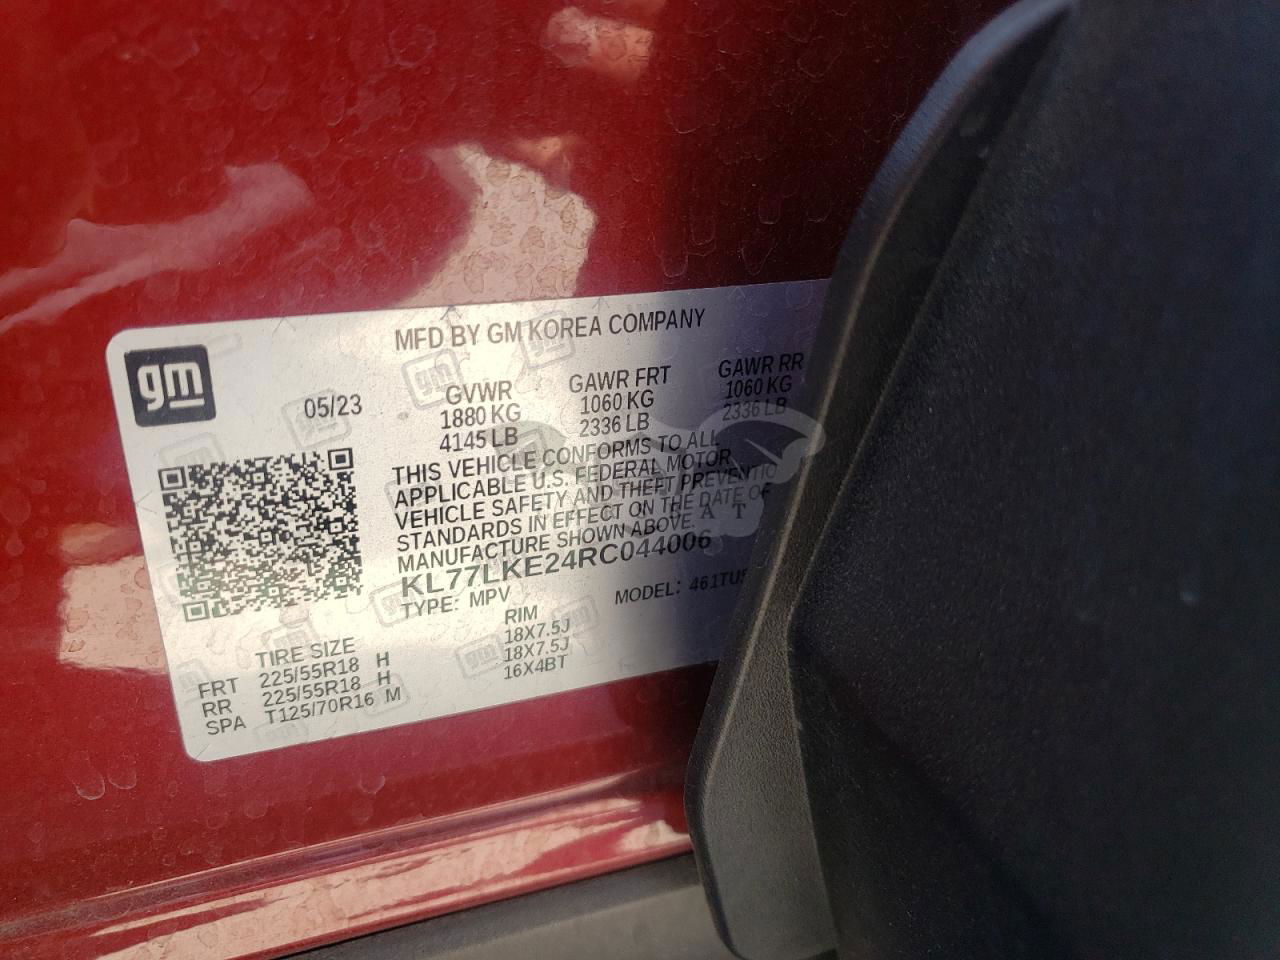 MFD BY GM KOREA COMPANY
gm
05/23
GVWR GAWR FRT GAWR RR
1880 KG 1060 KG 1060 KG
4145 LB 2336 LB 2336 LB
THIS VEHICLE CONFORMS TO ALL
APPLICABLE U.S. FEDERAL MOTOR
VEHICLE SAFETY AND THEFT PREVENTIO
STANDARDS IN EFFECT ON THE DATE OF
MANUFACTURE SHOWN ABOVE.
KL77LKE24RC044006
TYPE: MPV MODEL: 461TU5
TIRE SIZE RIM
FRT 225/55R18 H 18X7.5J
RR 225/55R18 H 18X7.5J
SPA T125/70R16 M 16X4BT